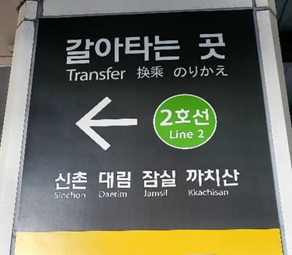 갈아타는 곳
Transfer 換乘 のりかえ
2호선
Line 2
신촌 대림 잠실 까치산
Sinchon Daerim Jamsil Kkachisan